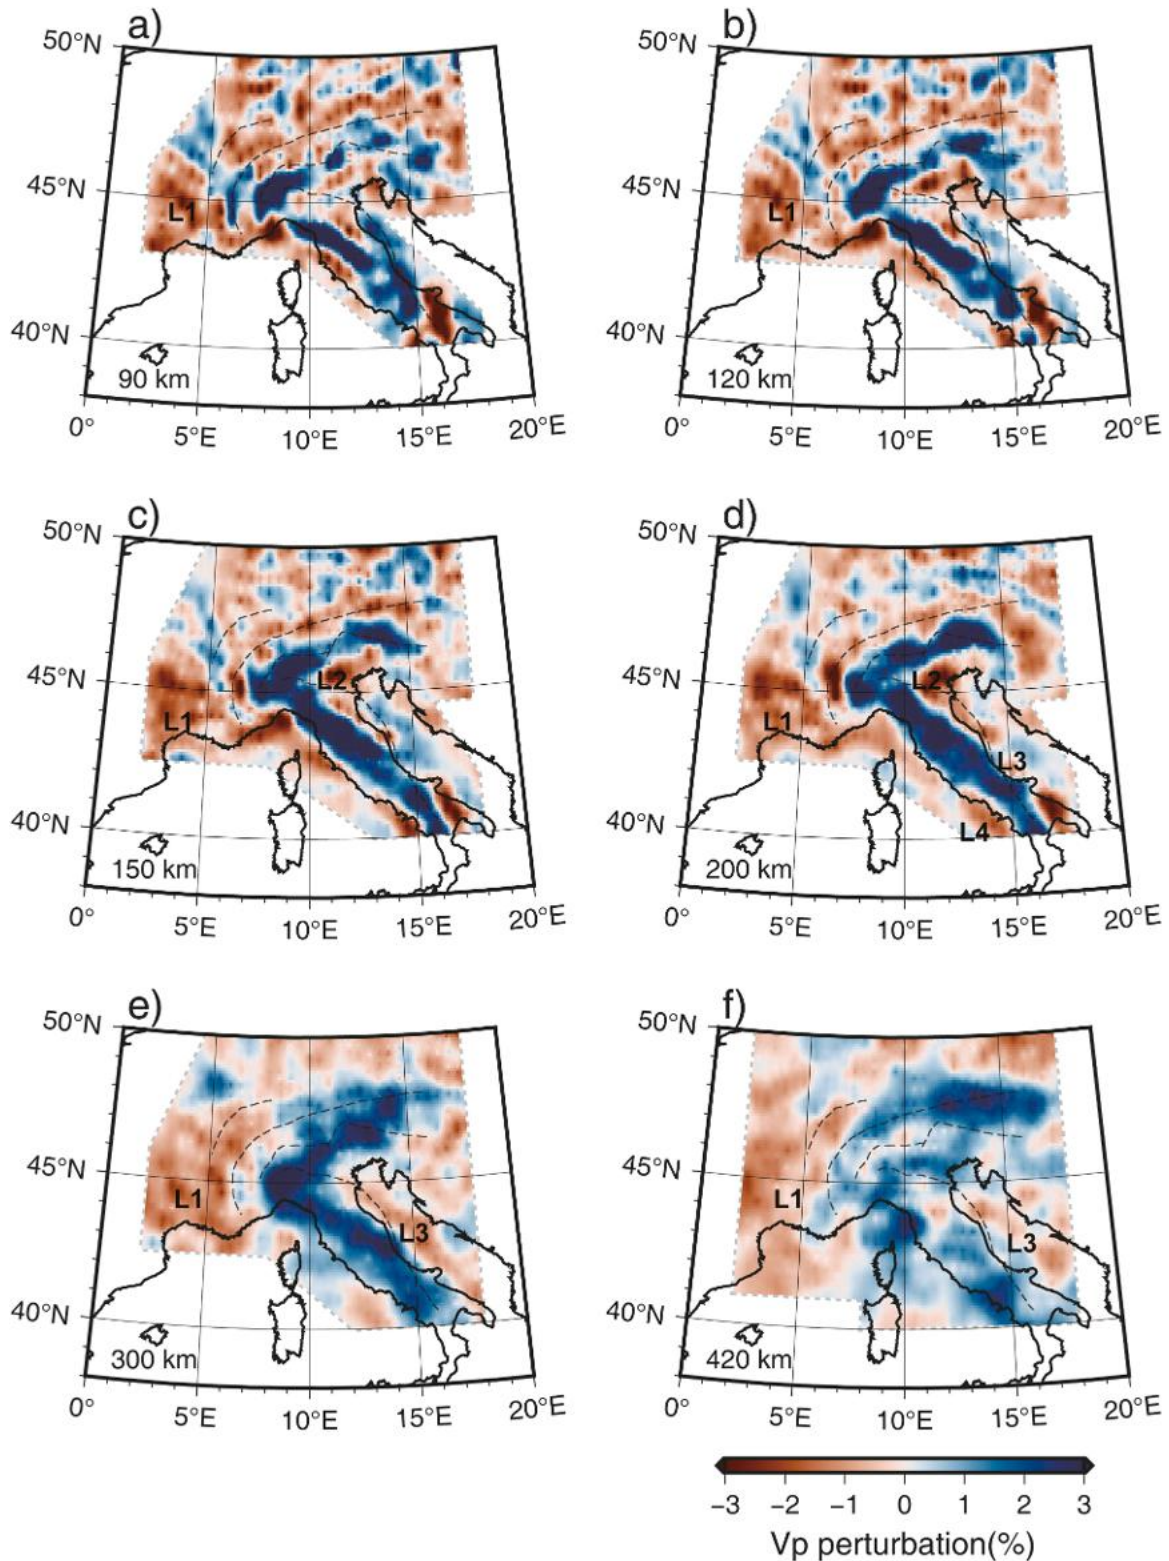 a)
50°N
45°N
40°N
L1
90 km
0° 5°E 10°E 15°E 20°E
b)
50°N
45°N
40°N
L1
120 km
0° 5°E 10°E 15°E 20°E
c)
50°N
45°N
40°N
L2
L1
150 km
0° 5°E 10°E 15°E 20°E
d)
50°N
45°N
40°N
L2
L1
L3
L4
200 km
0° 5°E 10°E 15°E 20°E
e)
50°N
45°N
40°N
L1
L3
300 km
0° 5°E 10°E 15°E 20°E
f)
50°N
45°N
40°N
L1
L3
420 km
0° 5°E 10°E 15°E 20°E
−3 −2 −1 0 1 2 3
Vp perturbation(%)